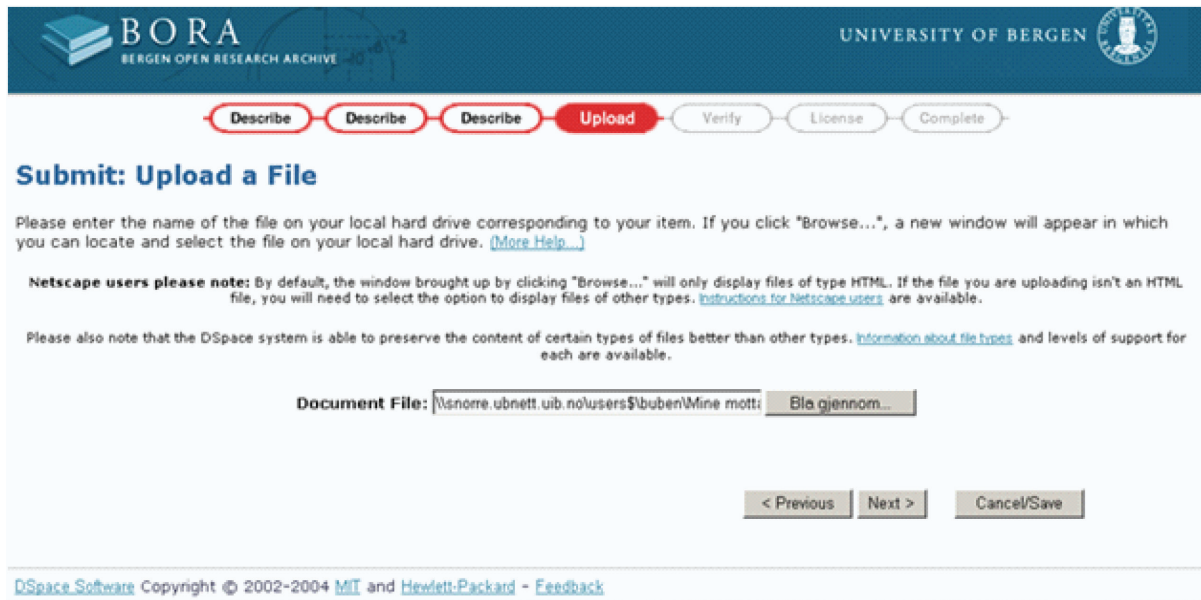 BORA
BERGEN OPEN RESEARCH ARCHIVE
UNIVERSITY OF BERGEN
Describe Describe Describe Upload Verify License Complete
Submit: Upload a File
Please enter the name of the file on your local hard drive corresponding to your item. If you click "Browse...", a new window will appear in which
you can locate and select the file on your local hard drive. (More Help...)
Netscape users please note: By default, the window brought up by clicking "Browse..." will only display files of type HTML. If the file you are uploading isn't an HTML
file, you will need to select the option to display files of other types. Instructions for Netscape users are available.
Please also note that the DSpace system is able to preserve the content of certain types of files better than other types. Information about file types and levels of support for
each are available.
Document File: \\snorre.ubnett.uib.no\users$\buben\Mine motta Bla gjennom...
< Previous Next > Cancel/Save
DSpace Software Copyright © 2002-2004 MIT and Hewlett-Packard - Feedback